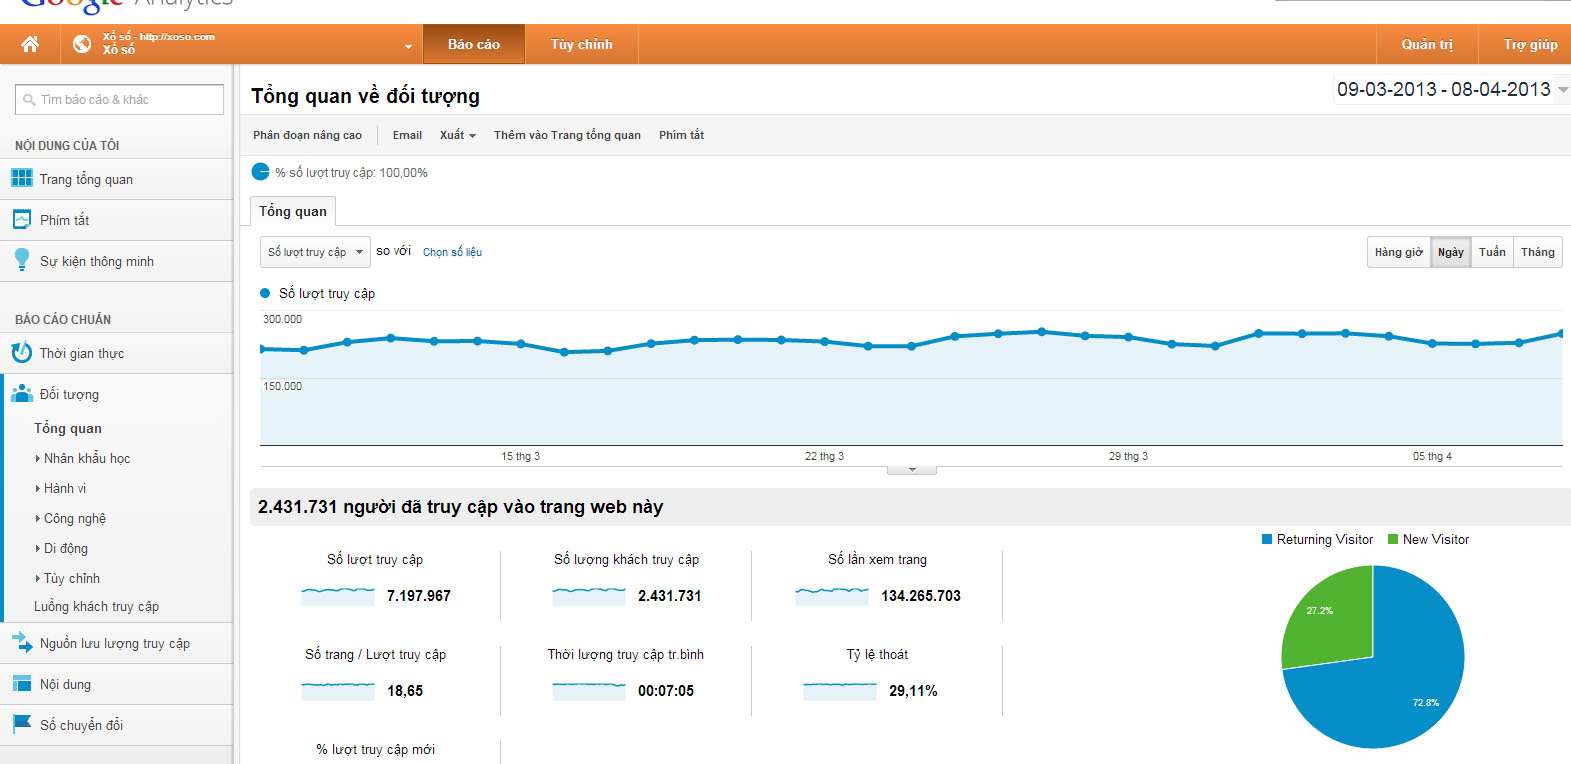 Google Analytics
Xổ số - http://xoso.com
Xổ số
Báo cáo
Tùy chỉnh
Quản trị
Trợ giúp
Tìm báo cáo & khác
NỘI DUNG CỦA TÔI
Trang tổng quan
Phím tắt
Sự kiện thông minh
BÁO CÁO CHUẨN
Thời gian thực
Đối tượng
Tổng quan
Nhân khẩu học
Hành vi
Công nghệ
Di động
Tùy chỉnh
Luồng khách truy cập
Nguồn lưu lượng truy cập
Nội dung
Số chuyển đổi
Tổng quan về đối tượng
09-03-2013 - 08-04-2013
Phân đoạn nâng cao
Email
Xuất
Thêm vào Trang tổng quan
Phím tắt
% số lượt truy cập: 100,00%
Tổng quan
Số lượt truy cập
so với
Chọn số liệu
Hàng giờ
Ngày
Tuần
Tháng
Số lượt truy cập
300.000
150.000
15 thg 3
22 thg 3
29 thg 3
05 thg 4
2.431.731 người đã truy cập vào trang web này
Số lượt truy cập
7.197.967
Số lượng khách truy cập
2.431.731
Số lần xem trang
134.265.703
Số trang / Lượt truy cập
18,65
Thời lượng truy cập tr.bình
00:07:05
Tỷ lệ thoát
29,11%
% lượt truy cập mới
Returning Visitor
New Visitor
27.2%
72.8%